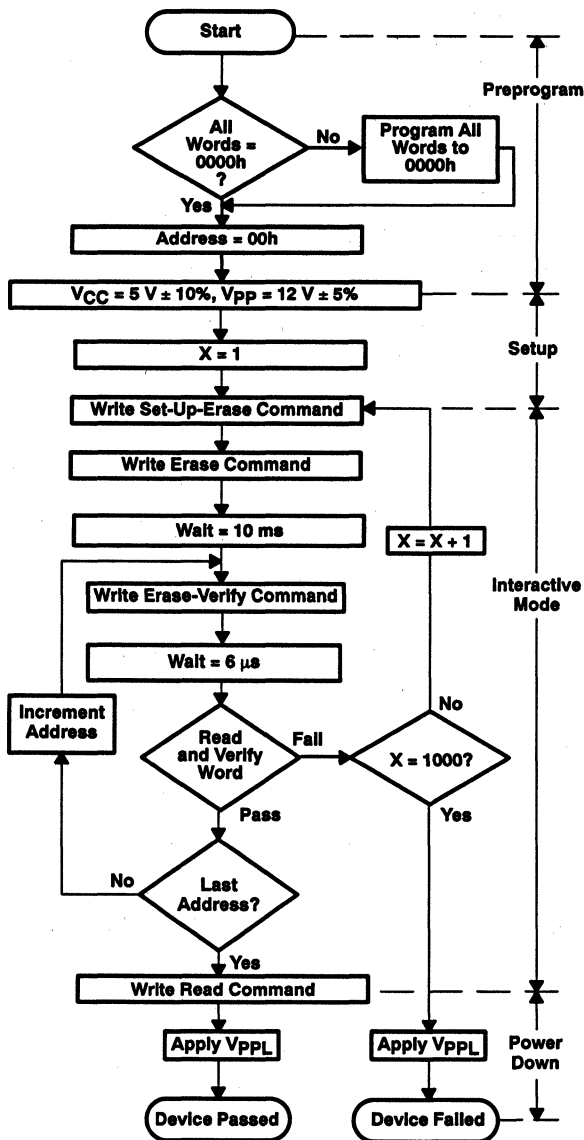 Start
Preprogram
All
Words =
0000h
?
No
Program All
Words to
0000h
Yes
Address = 00h
VCC = 5 V ± 10%, VPP = 12 V ± 5%
X = 1
Setup
Write Set-Up-Erase Command
Write Erase Command
Wait = 10 ms
X = X + 1
Interactive
Mode
Write Erase-Verify Command
Wait = 6 µs
Increment
Address
Read
and Verify
Word
Fail
No
X = 1000?
Pass
Yes
No
Last
Address?
Yes
Write Read Command
Apply VPPL
Apply VPPL
Power
Down
Device Passed
Device Failed